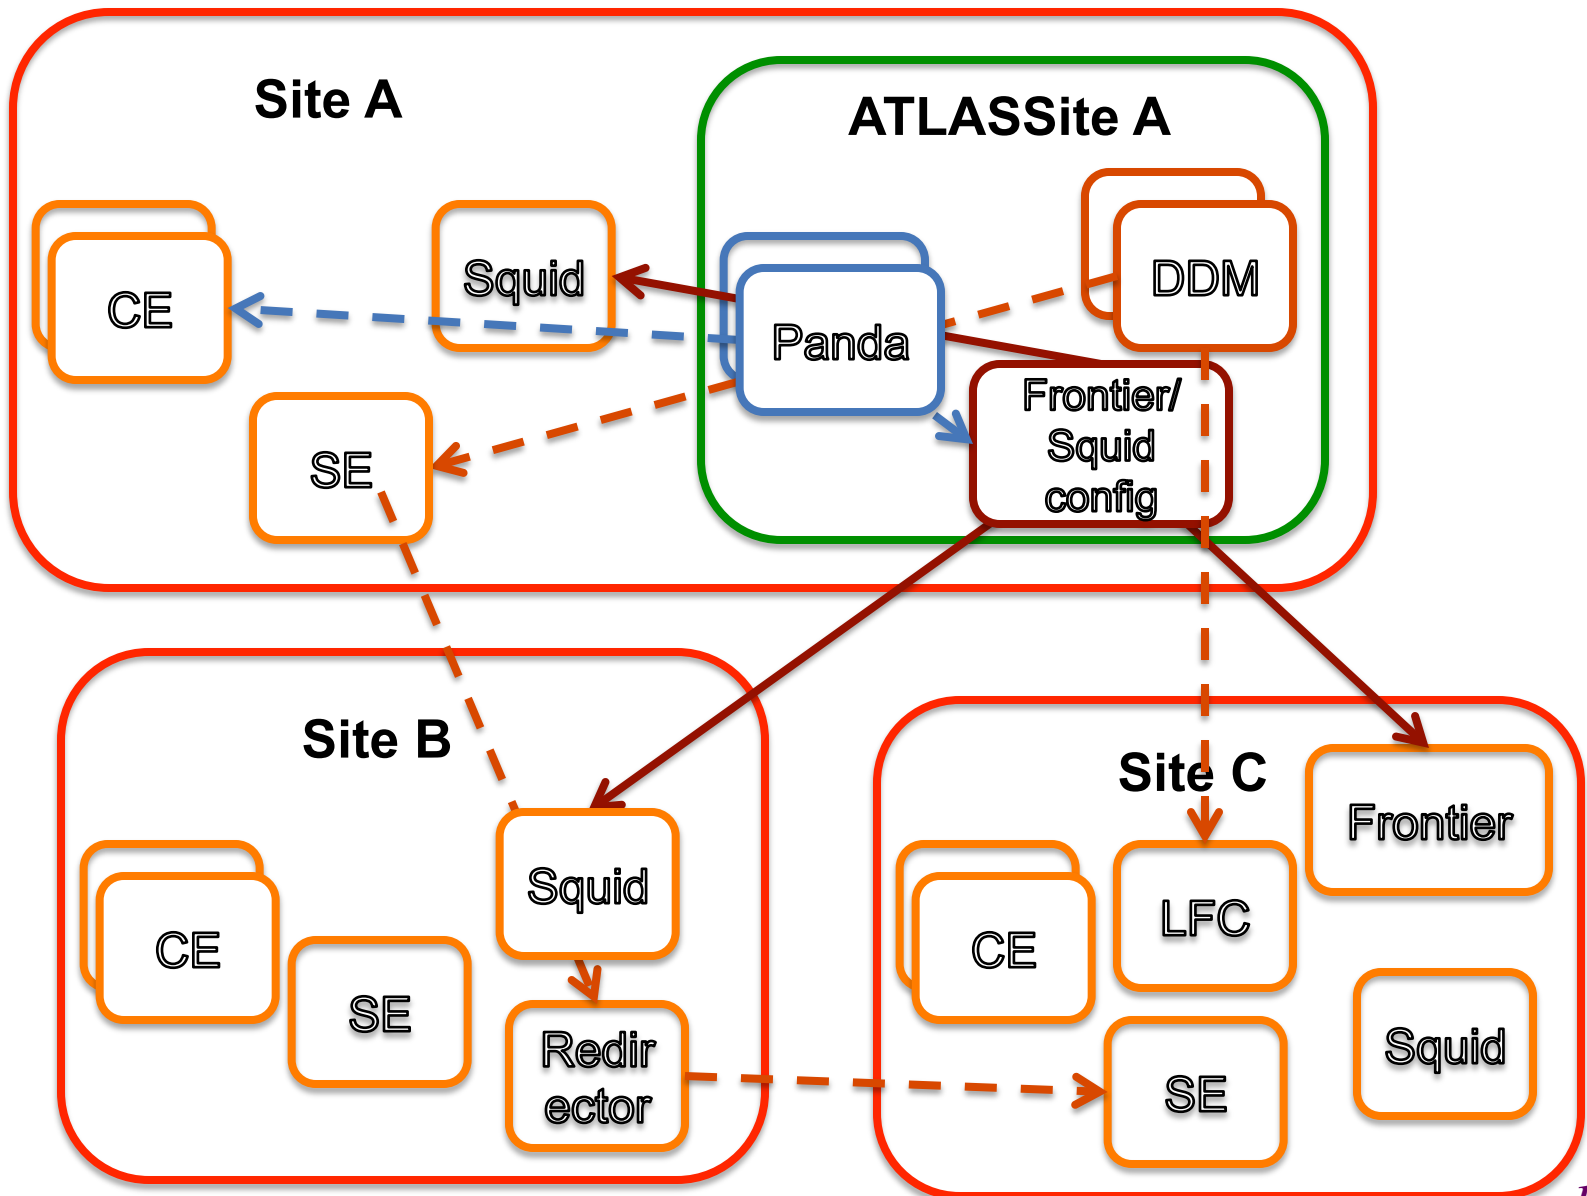 Site A
ATLASSite A
CE
Squid
Panda
DDM
SE
Frontier/
Squid
config
Site B
CE
SE
Squid
Redir
ector
Site C
Frontier
CE
LFC
SE
Squid